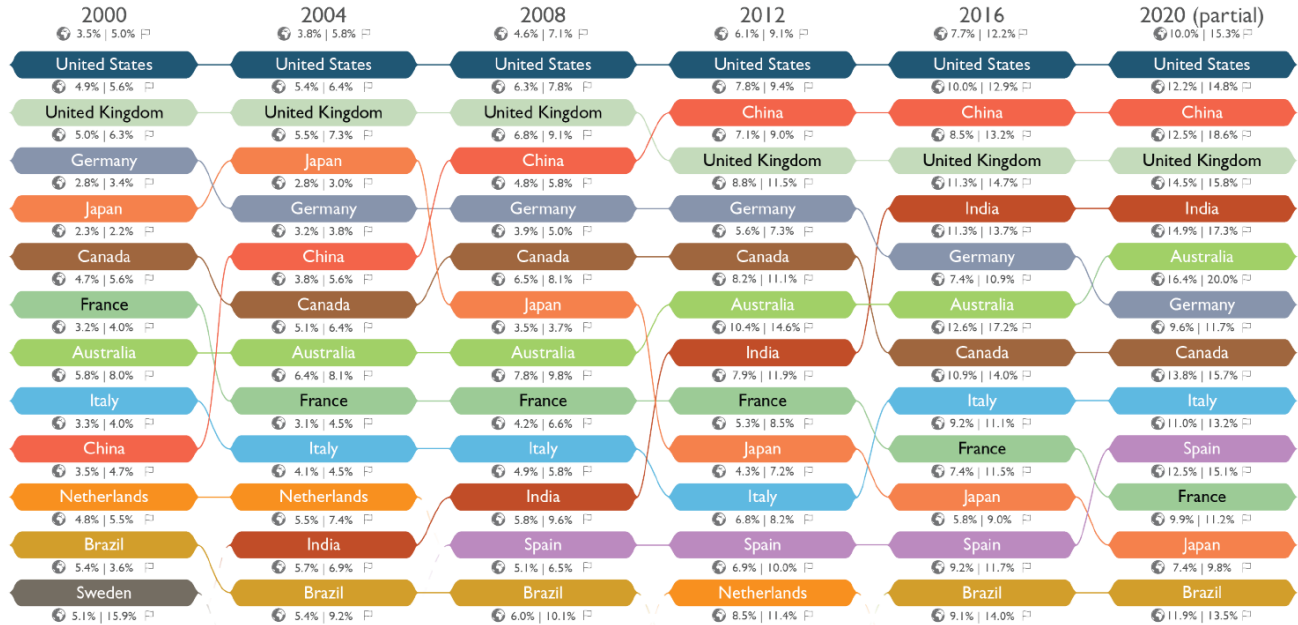 2000 2004 2008 2012 2016 2020 (partial)
3.5% | 5.0% 3.8% | 5.8% 4.6% | 7.1% 6.1% | 9.1% 7.7% | 12.2% 10.0% | 15.3%
United States United States United States United States United States United States
4.9% | 5.6% 5.4% | 6.4% 6.3% | 7.8% 7.8% | 9.4% 10.0% | 12.9% 12.2% | 14.8%
United Kingdom United Kingdom United Kingdom China China China
5.0% | 6.3% 5.5% | 7.3% 6.8% | 9.1% 7.1% | 9.0% 8.5% | 13.2% 12.5% | 18.6%
Germany Japan China United Kingdom United Kingdom United Kingdom
2.8% | 3.4% 2.8% | 3.0% 4.8% | 5.8% 8.8% | 11.5% 11.3% | 14.7% 14.5% | 15.8%
Japan Germany Germany Germany India India
2.3% | 2.2% 3.2% | 3.8% 3.9% | 5.0% 5.6% | 7.3% 11.3% | 13.7% 14.9% | 17.3%
Canada China Canada Canada Germany Australia
4.7% | 5.6% 3.8% | 5.6% 6.5% | 8.1% 8.2% | 11.1% 7.4% | 10.9% 16.4% | 20.0%
France Canada Japan Australia Australia Germany
3.2% | 4.0% 5.1% | 6.4% 3.5% | 3.7% 10.4% | 14.6% 12.6% | 17.2% 9.6% | 11.7%
Australia Australia Australia India Canada Canada
5.8% | 8.0% 6.4% | 8.1% 7.8% | 9.8% 7.9% | 11.9% 10.9% | 14.0% 13.8% | 15.7%
Italy France France France Italy Italy
3.3% | 4.0% 3.1% | 4.5% 4.2% | 6.6% 5.3% | 8.5% 9.2% | 11.1% 11.0% | 13.2%
China Italy Italy Japan France Spain
3.5% | 4.7% 4.1% | 4.5% 4.9% | 5.8% 4.3% | 7.2% 7.4% | 11.5% 12.5% | 15.1%
Netherlands Netherlands India Italy Japan France
4.8% | 5.5% 5.5% | 7.4% 5.8% | 9.6% 6.8% | 8.2% 5.8% | 9.0% 9.9% | 11.2%
Brazil India Spain Spain Spain Japan
5.4% | 3.6% 5.7% | 6.9% 5.1% | 6.5% 6.9% | 10.0% 9.2% | 11.7% 7.4% | 9.8%
Sweden Brazil Brazil Netherlands Brazil Brazil
5.1% | 15.9% 5.4% | 9.2% 6.0% | 10.1% 8.5% | 11.4% 9.1% | 14.0% 11.9% | 13.5%